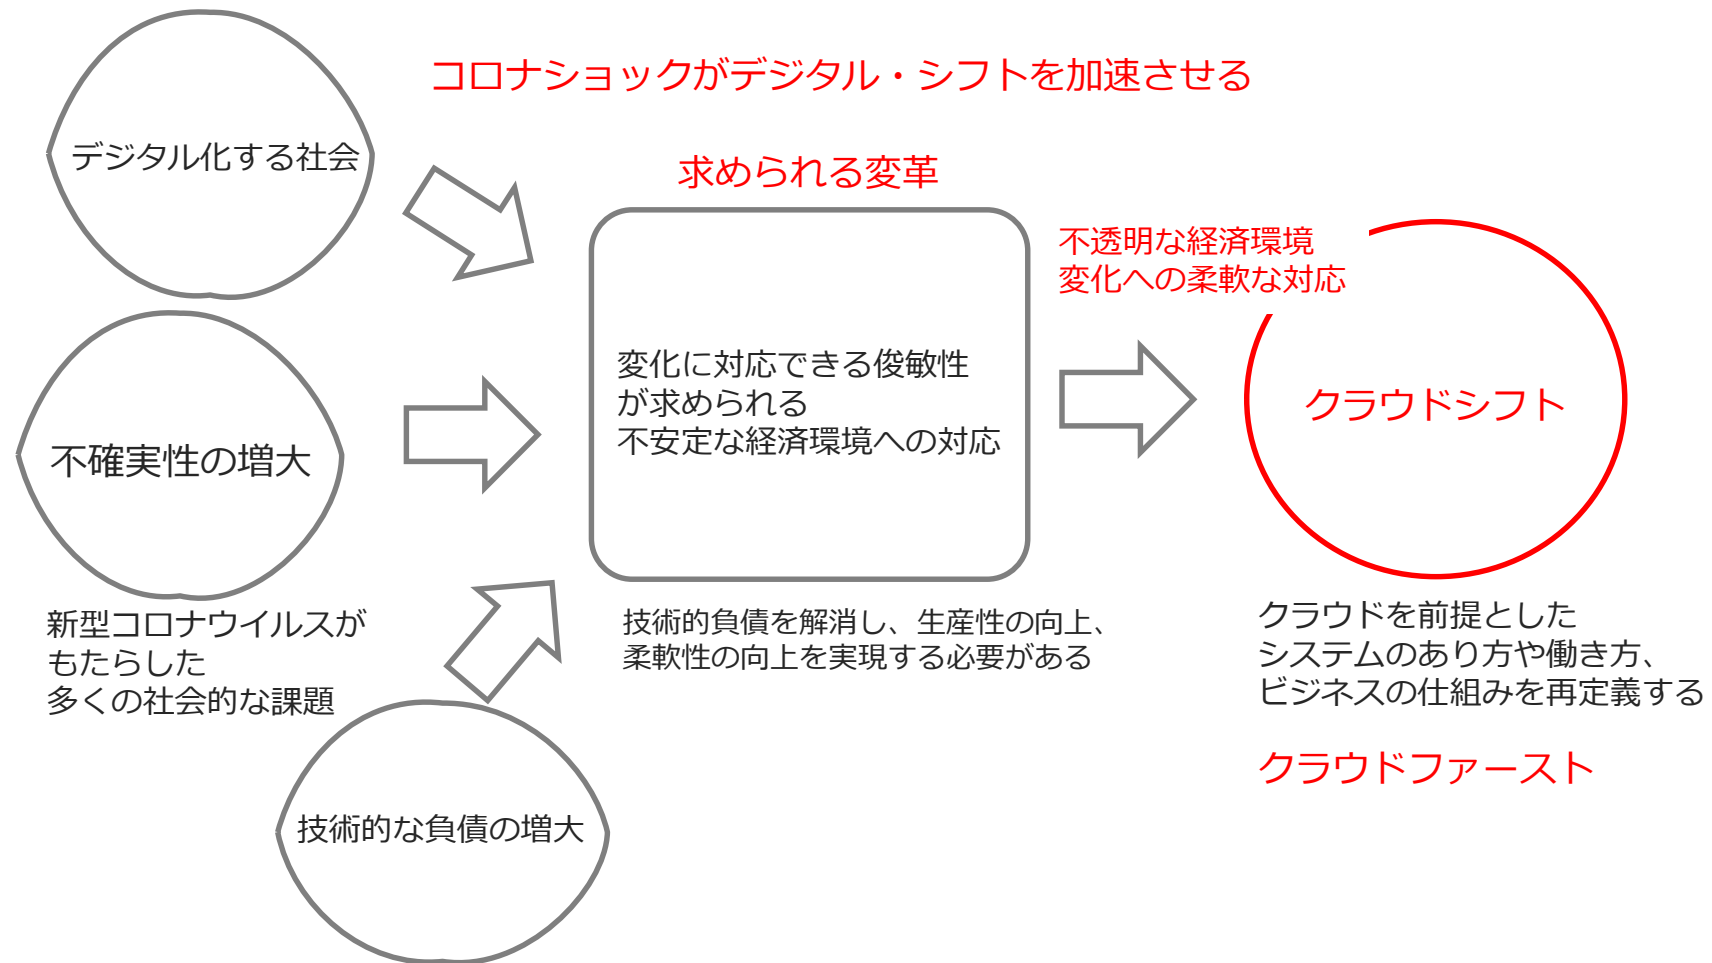 コロナショックがデジタル・シフトを加速させる
デジタル化する社会
求められる変革
不透明な経済環境
変化への柔軟な対応
変化に対応できる俊敏性
が求められる
不安定な経済環境への対応
クラウドシフト
不確実性の増大
新型コロナウイルスが
もたらした
多くの社会的な課題
技術的負債を解消し、生産性の向上、
柔軟性の向上を実現する必要がある
クラウドを前提とした
システムのあり方や働き方、
ビジネスの仕組みを再定義する
クラウドファースト
技術的な負債の増大